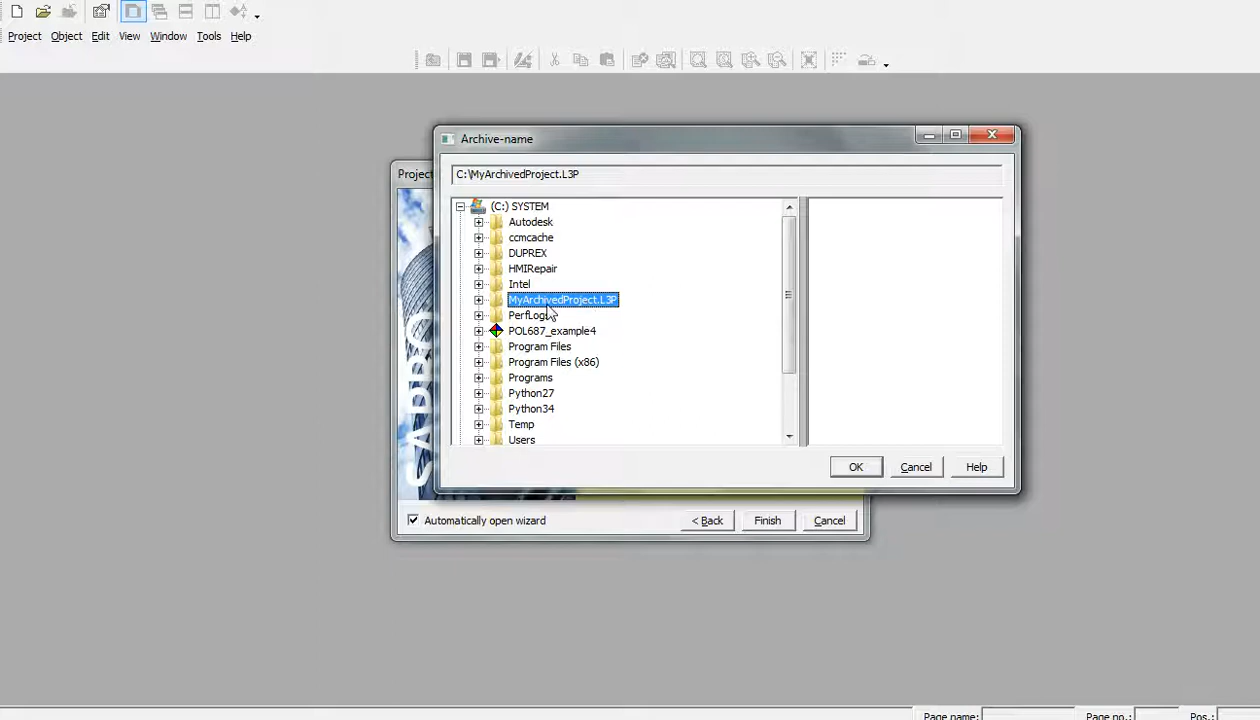 Project Object Edit View Window Tools Help
Archive-name
Project
C:\MyArchivedProject.L3P
(C:) SYSTEM
Autodesk
ccmcache
DUPREX
HMIRepair
Intel
MyArchivedProject.L3P
PerfLogs
POL687_example4
Program Files
Program Files (x86)
Programs
Python27
Python34
Temp
Users
SAPRO
OK Cancel Help
Automatically open wizard < Back Finish Cancel
Page name: Page no.: Pos.: